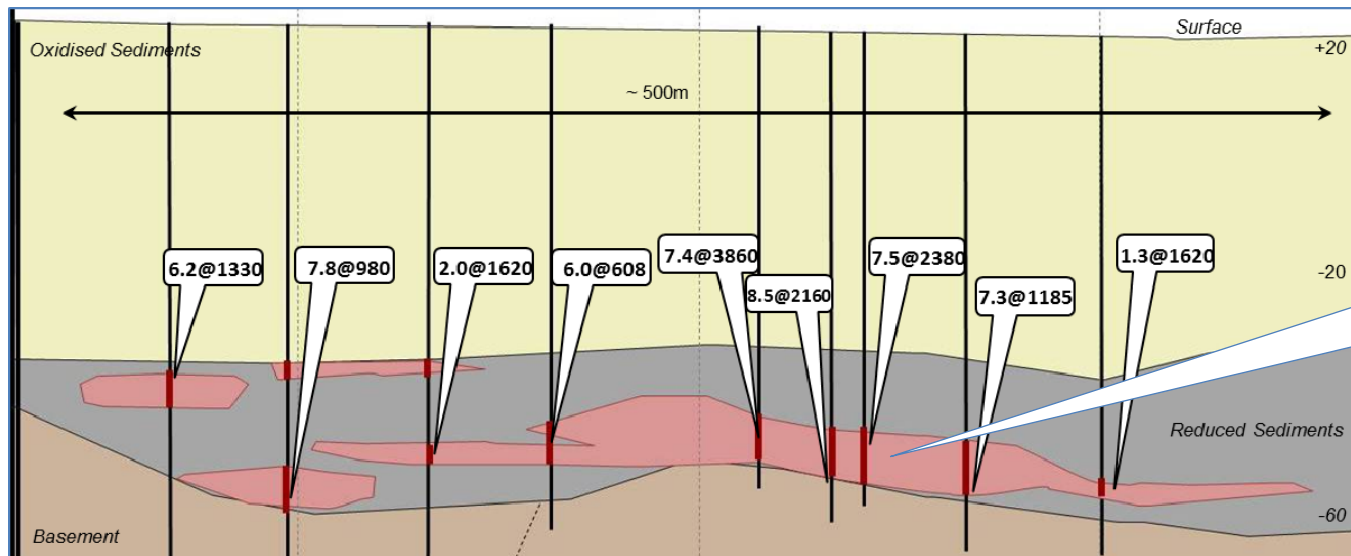 Surface
Oxidised Sediments
+20
~ 500m
6.2@1330
7.8@980
2.0@1620
6.0@608
7.4@3860
8.5@2160
7.5@2380
7.3@1185
1.3@1620
-20
Reduced Sediments
-60
Basement